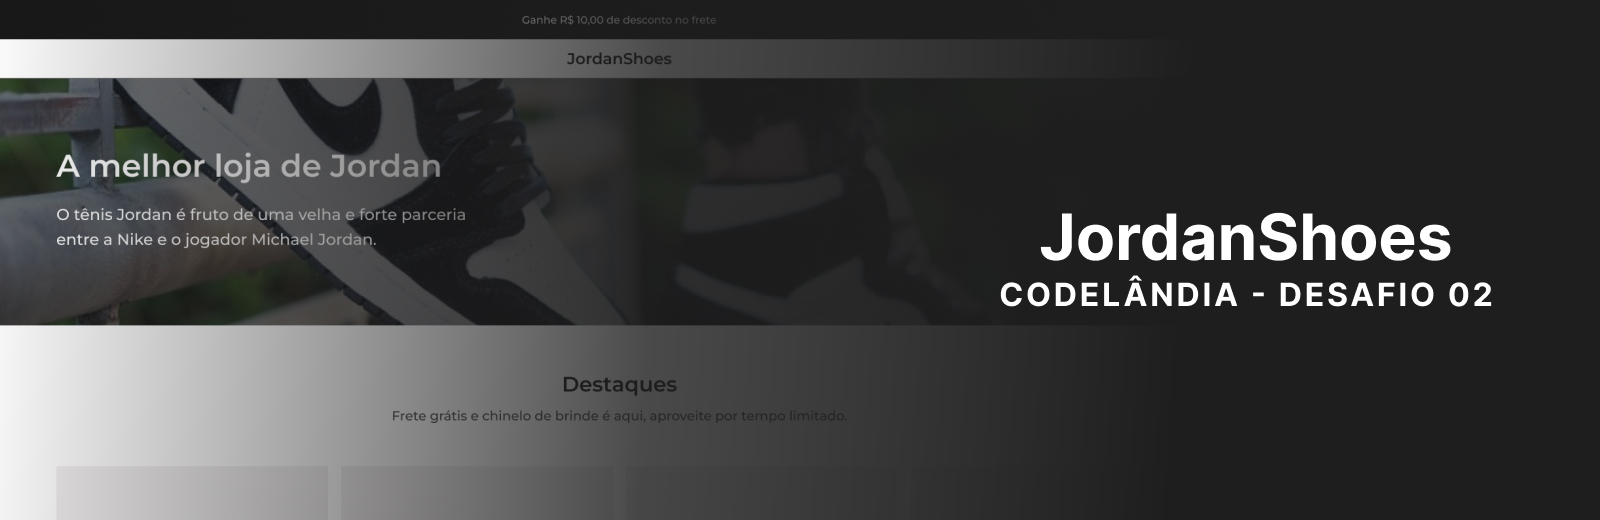 Ganhe R$ 10,00 de desconto no frete
JordanShoes
A melhor loja de Jordan
O tênis Jordan é fruto de uma velha e forte parceria
entre a Nike e o jogador Michael Jordan.
JordanShoes
CODELÂNDIA - DESAFIO 02
Destaques
Frete grátis e chinelo de brinde é aqui, aproveite por tempo limitado.